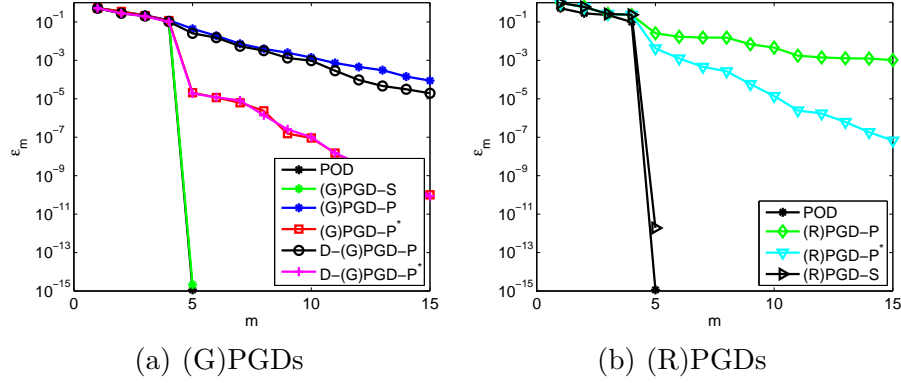 10⁻¹
10⁻³
10⁻⁵
10⁻⁷
10⁻⁹
10⁻¹¹
10⁻¹³
10⁻¹⁵
εₘ
0 5 10 15
m
POD
(G)PGD−S
(G)PGD−P
(G)PGD−P*
D−(G)PGD−P
D−(G)PGD−P*
(a) (G)PGDs
10⁻¹
10⁻³
10⁻⁵
10⁻⁷
10⁻⁹
10⁻¹¹
10⁻¹³
10⁻¹⁵
εₘ
0 5 10 15
m
POD
(R)PGD−P
(R)PGD−P*
(R)PGD−S
(b) (R)PGDs